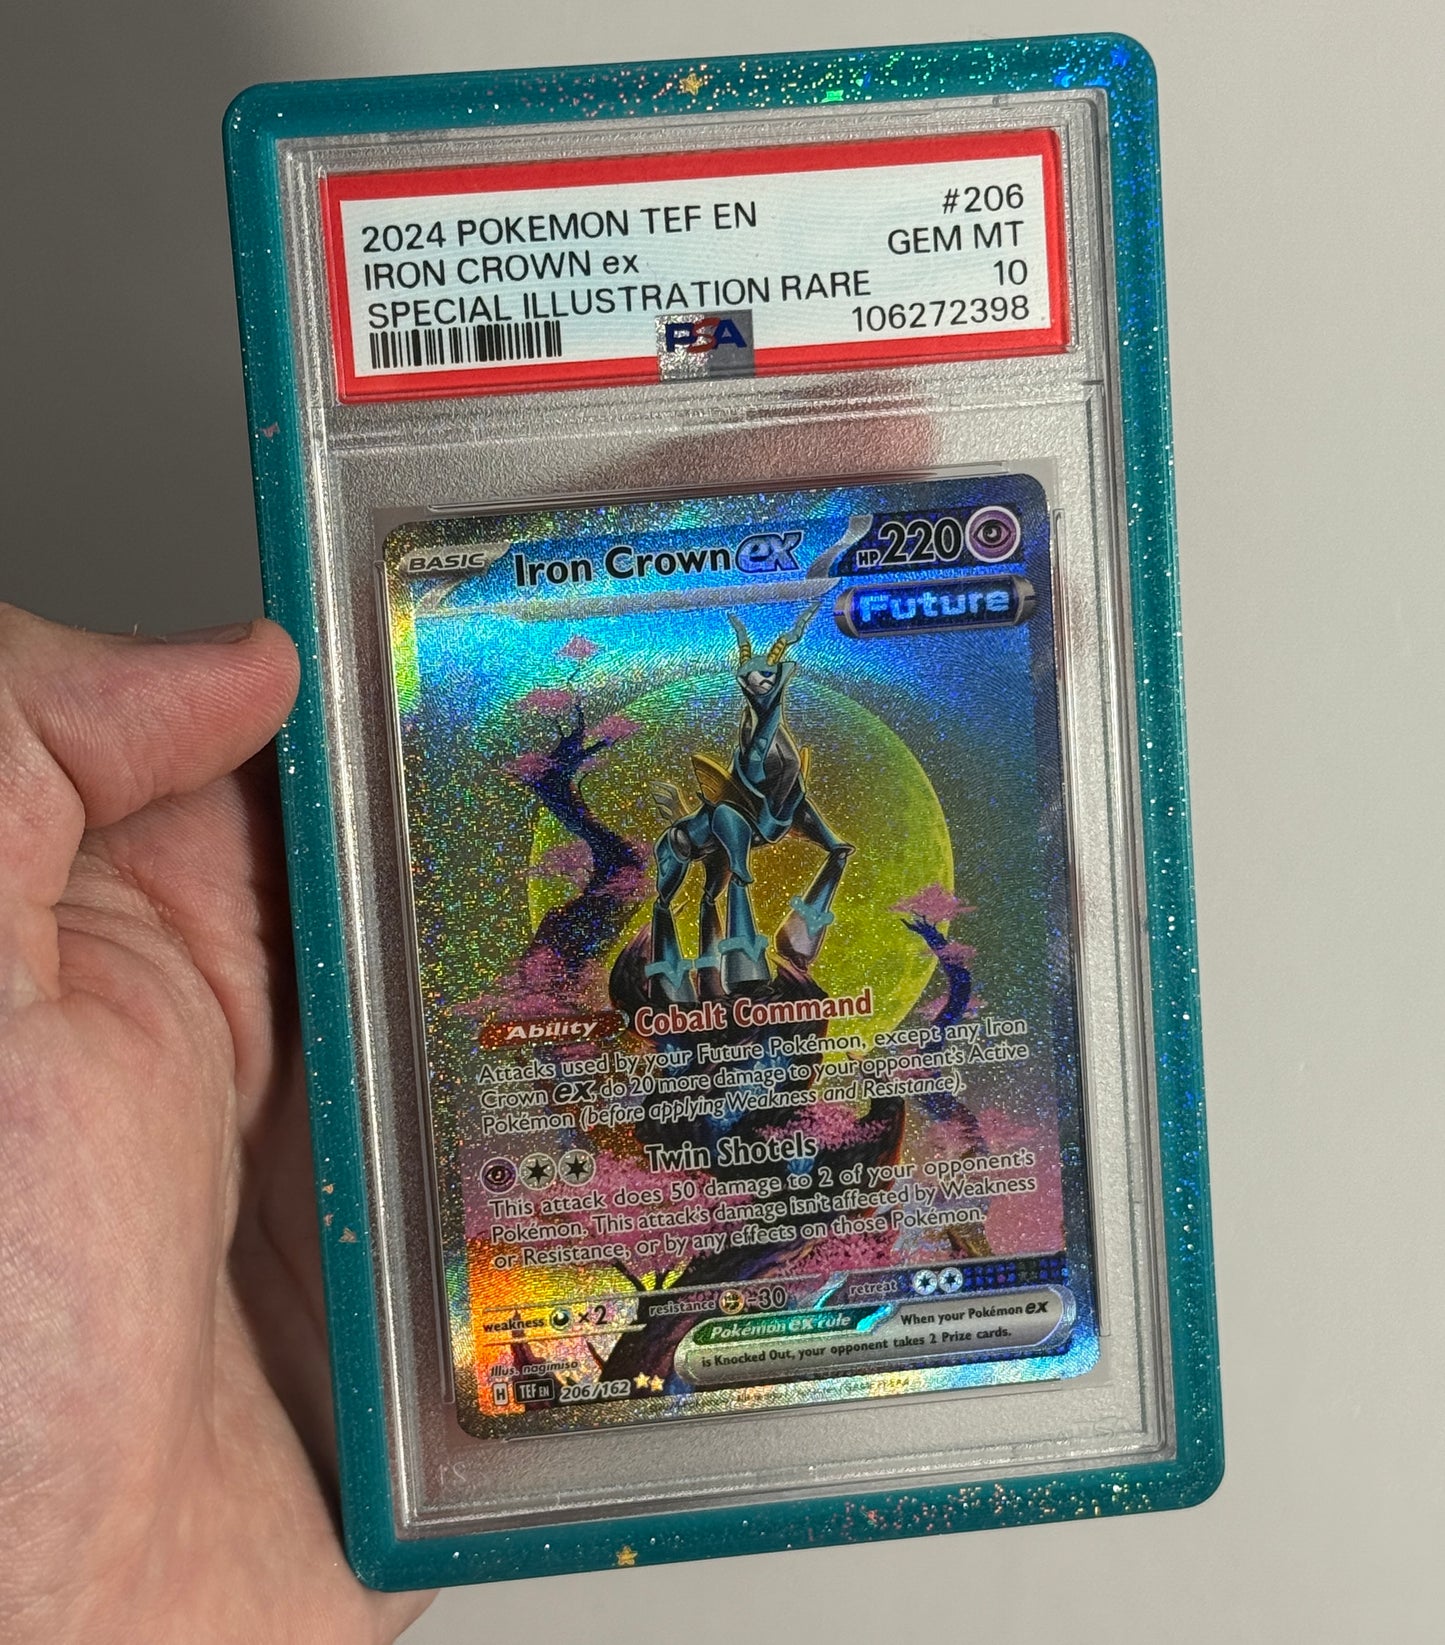 2024 POKEMON TEF EN #206
IRON CROWN ex GEM MT
SPECIAL ILLUSTRATION RARE 10
PSA 106272398
BASIC Iron Crown ex HP 220
Future
Ability Cobalt Command
Attacks used by your Future Pokémon, except any Iron
Crown ex, do 20 more damage to your opponent's Active
Pokémon (before applying Weakness and Resistance).
Twin Shotels
This attack does 50 damage to 2 of your opponent's
Pokémon. This attack's damage isn't affected by Weakness
or Resistance, or by any effects on those Pokémon.
weakness ×2 resistance -30 retreat
Pokémon ex rule When your Pokémon ex
is Knocked Out, your opponent takes 2 Prize cards.
Illus. nagimiso
H TEF EN 206/162